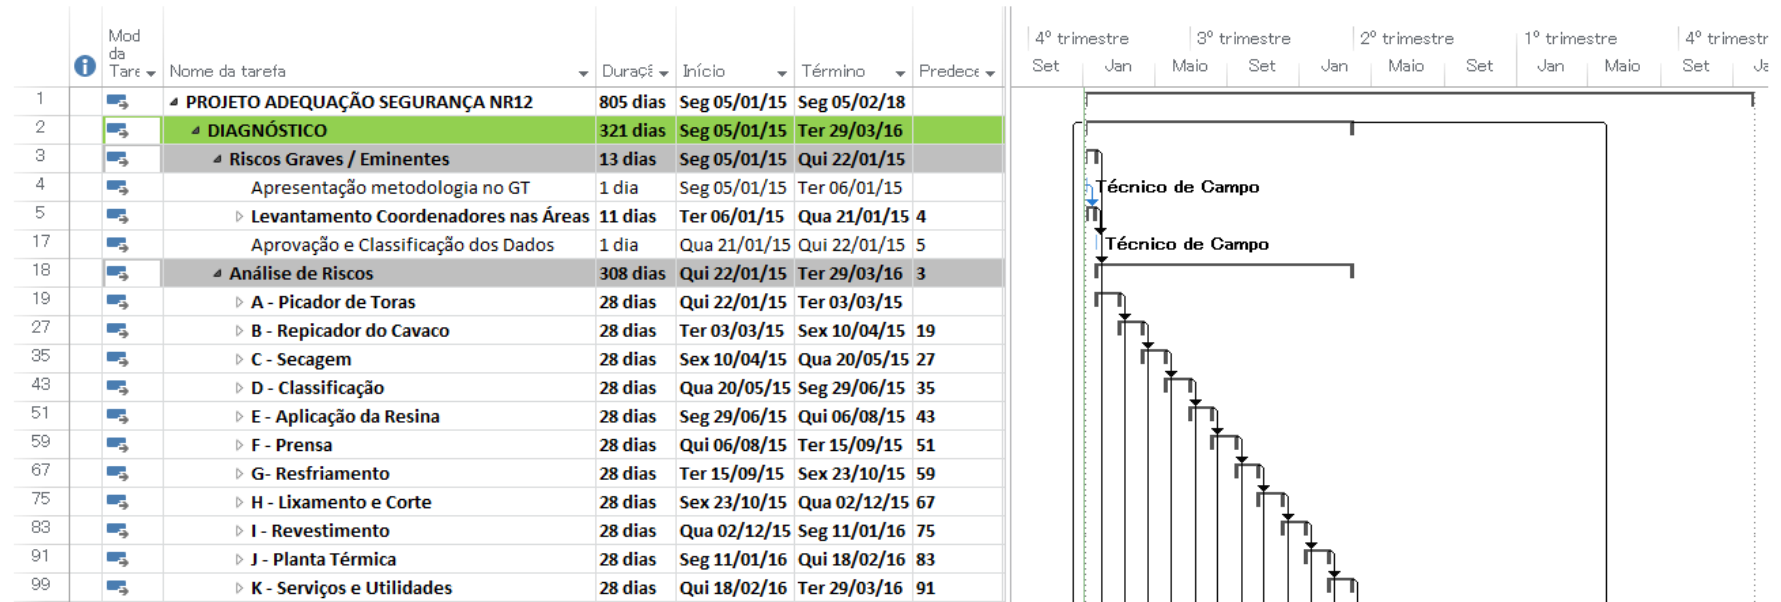 4º trimestre 3º trimestre 2º trimestre 1º trimestre 4º trimestr
Mod
da
Tare Nome da tarefa Duraçã Início Término Predece Set Jan Maio Set Jan Maio Set Jan Maio Set Ja
1 PROJETO ADEQUAÇÃO SEGURANÇA NR12 805 dias Seg 05/01/15 Seg 05/02/18
2 DIAGNÓSTICO 321 dias Seg 05/01/15 Ter 29/03/16
3 Riscos Graves / Eminentes 13 dias Seg 05/01/15 Qui 22/01/15
4 Apresentação metodologia no GT 1 dia Seg 05/01/15 Ter 06/01/15 Técnico de Campo
5 Levantamento Coordenadores nas Áreas 11 dias Ter 06/01/15 Qua 21/01/15 4
17 Aprovação e Classificação dos Dados 1 dia Qua 21/01/15 Qui 22/01/15 5 Técnico de Campo
18 Análise de Riscos 308 dias Qui 22/01/15 Ter 29/03/16 3
19 A - Picador de Toras 28 dias Qui 22/01/15 Ter 03/03/15
27 B - Repicador do Cavaco 28 dias Ter 03/03/15 Sex 10/04/15 19
35 C - Secagem 28 dias Sex 10/04/15 Qua 20/05/15 27
43 D - Classificação 28 dias Qua 20/05/15 Seg 29/06/15 35
51 E - Aplicação da Resina 28 dias Seg 29/06/15 Qui 06/08/15 43
59 F - Prensa 28 dias Qui 06/08/15 Ter 15/09/15 51
67 G- Resfriamento 28 dias Ter 15/09/15 Sex 23/10/15 59
75 H - Lixamento e Corte 28 dias Sex 23/10/15 Qua 02/12/15 67
83 I - Revestimento 28 dias Qua 02/12/15 Seg 11/01/16 75
91 J - Planta Térmica 28 dias Seg 11/01/16 Qui 18/02/16 83
99 K - Serviços e Utilidades 28 dias Qui 18/02/16 Ter 29/03/16 91